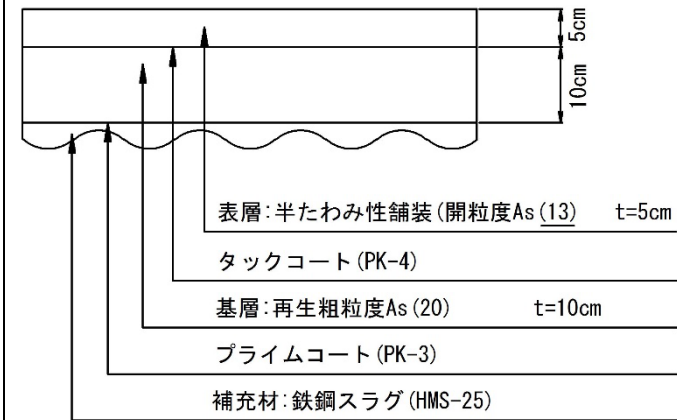 5cm
10cm
表層:半たわみ性舗装(開粒度As(13) t=5cm
タックコート(PK-4)
基層:再生粗粒度As(20) t=10cm
プライムコート(PK-3)
補充材:鉄鋼スラグ(HMS-25)